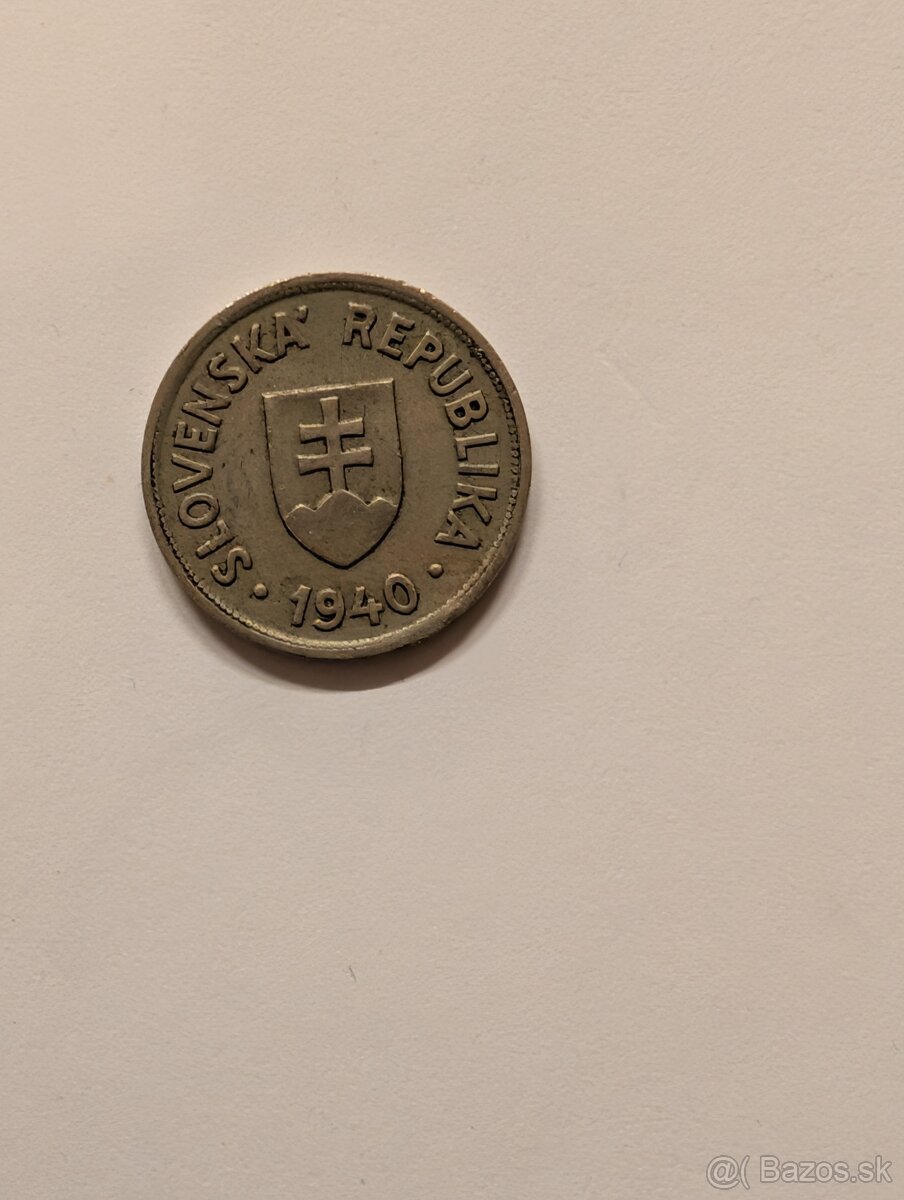 SLOVENSKÁ REPUBLIKA
· 1940 ·
@( Bazos.sk